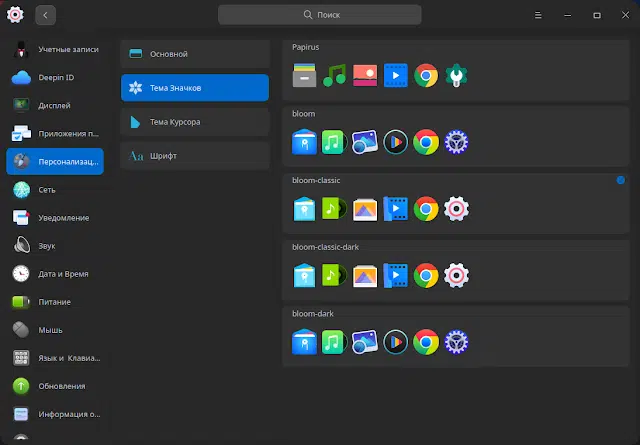 Поиск
Учетные записи
Deepin ID
Дисплей
Приложения п...
Персонализац...
Сеть
Уведомление
Звук
Дата и Время
Питание
Мышь
Язык и Клавиа...
Обновления
Информация о...
Основной
Тема Значков
Тема Курсора
Aa Шрифт
Papirus
bloom
bloom-classic
bloom-classic-dark
bloom-dark